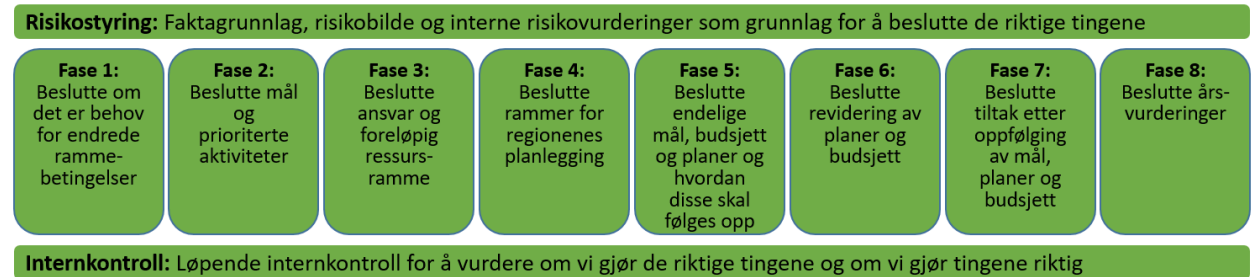 Risikostyring: Faktagrunnlag, risikobilde og interne risikovurderinger som grunnlag for å beslutte de riktige tingene
Fase 1:
Beslutte om
det er behov
for endrede
ramme-
betingelser
Fase 2:
Beslutte mål
og
prioriterte
aktiviteter
Fase 3:
Beslutte
ansvar og
foreløpig
ressurs-
ramme
Fase 4:
Beslutte
rammer for
regionenes
planlegging
Fase 5:
Beslutte
endelige
mål, budsjett
og planer og
hvordan
disse skal
følges opp
Fase 6:
Beslutte
revidering av
planer og
budsjett
Fase 7:
Beslutte
tiltak etter
oppfølging
av mål,
planer og
budsjett
Fase 8:
Beslutte års-
vurderinger
Internkontroll: Løpende internkontroll for å vurdere om vi gjør de riktige tingene og om vi gjør tingene riktig